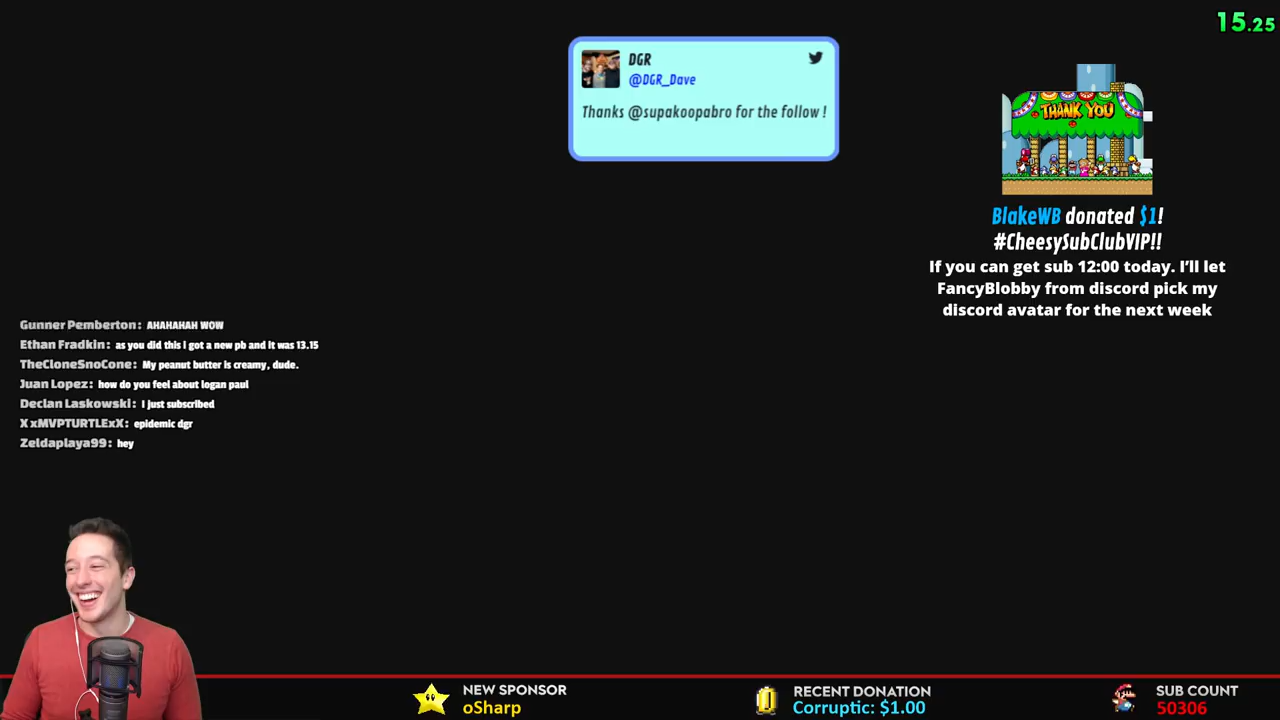 15.25
DGR
@DGR_Dave
Thanks @supakoopabro for the follow !
THANK YOU
BlakeWB donated $1!
#CheesySubClubVIP!!
If you can get sub 12:00 today. I’ll let
FancyBlobby from discord pick my
discord avatar for the next week
Gunner Pemberton: AHAHAHAH WOW
Ethan Fradkin: as you did this i got a new pb and it was 13.15
TheCloneSnoCone: My peanut butter is creamy, dude.
Juan Lopez: how do you feel about logan paul
Declan Laskowski: I just subscribed
X xMVPTURTLExX: epidemic dgr
Zeldaplaya99: hey
NEW SPONSOR
oSharp
RECENT DONATION
Corruptic: $1.00
SUB COUNT
50306